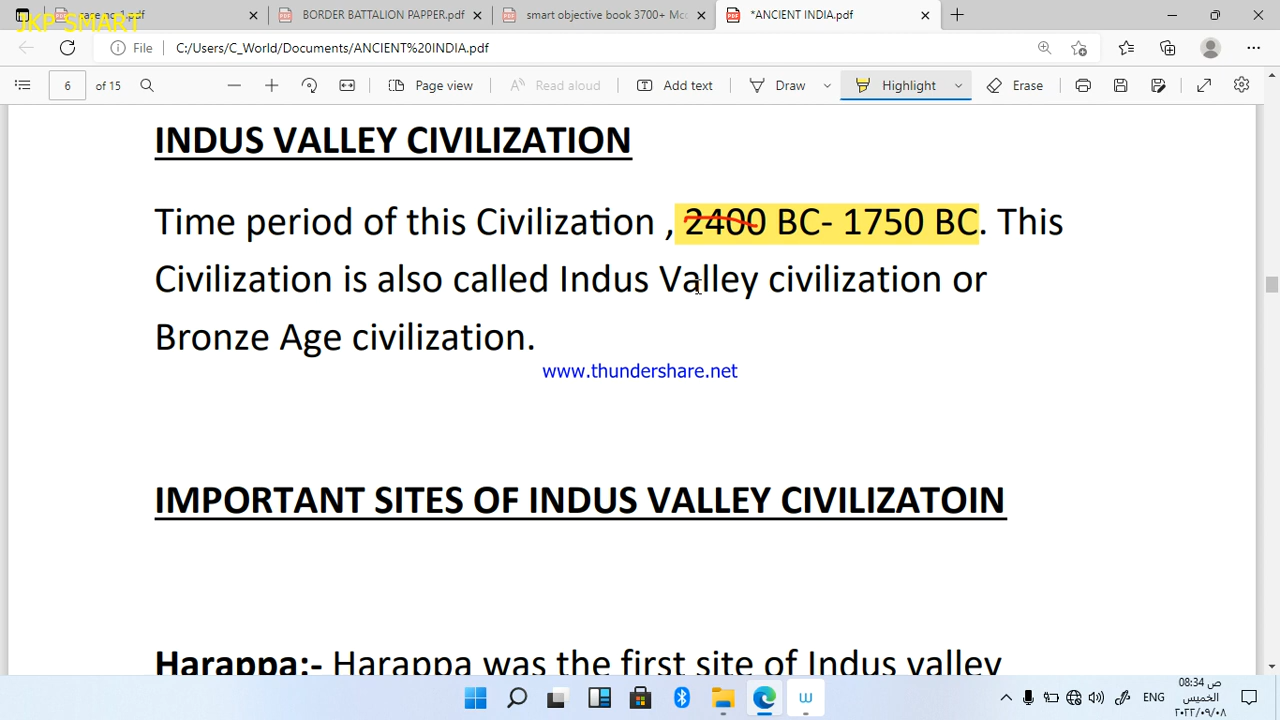 JKP SMART
BORDER BATTALION PAPPER.pdf
smart objective book 3700+
*ANCIENT INDIA.pdf
File C:/Users/C_World/Documents/ANCIENT%20INDIA.pdf
6 of 15 Page view Read aloud Add text Draw Highlight Erase
INDUS VALLEY CIVILIZATION
Time period of this Civilization , 2400 BC- 1750 BC. This
Civilization is also called Indus Valley civilization or
Bronze Age civilization.
www.thundershare.net
IMPORTANT SITES OF INDUS VALLEY CIVILIZATOIN
Harappa:- Harappa was the first site of Indus valley
ENG
08:34 ص
الخميس
٢٠٢٢/٠٩/٠٨